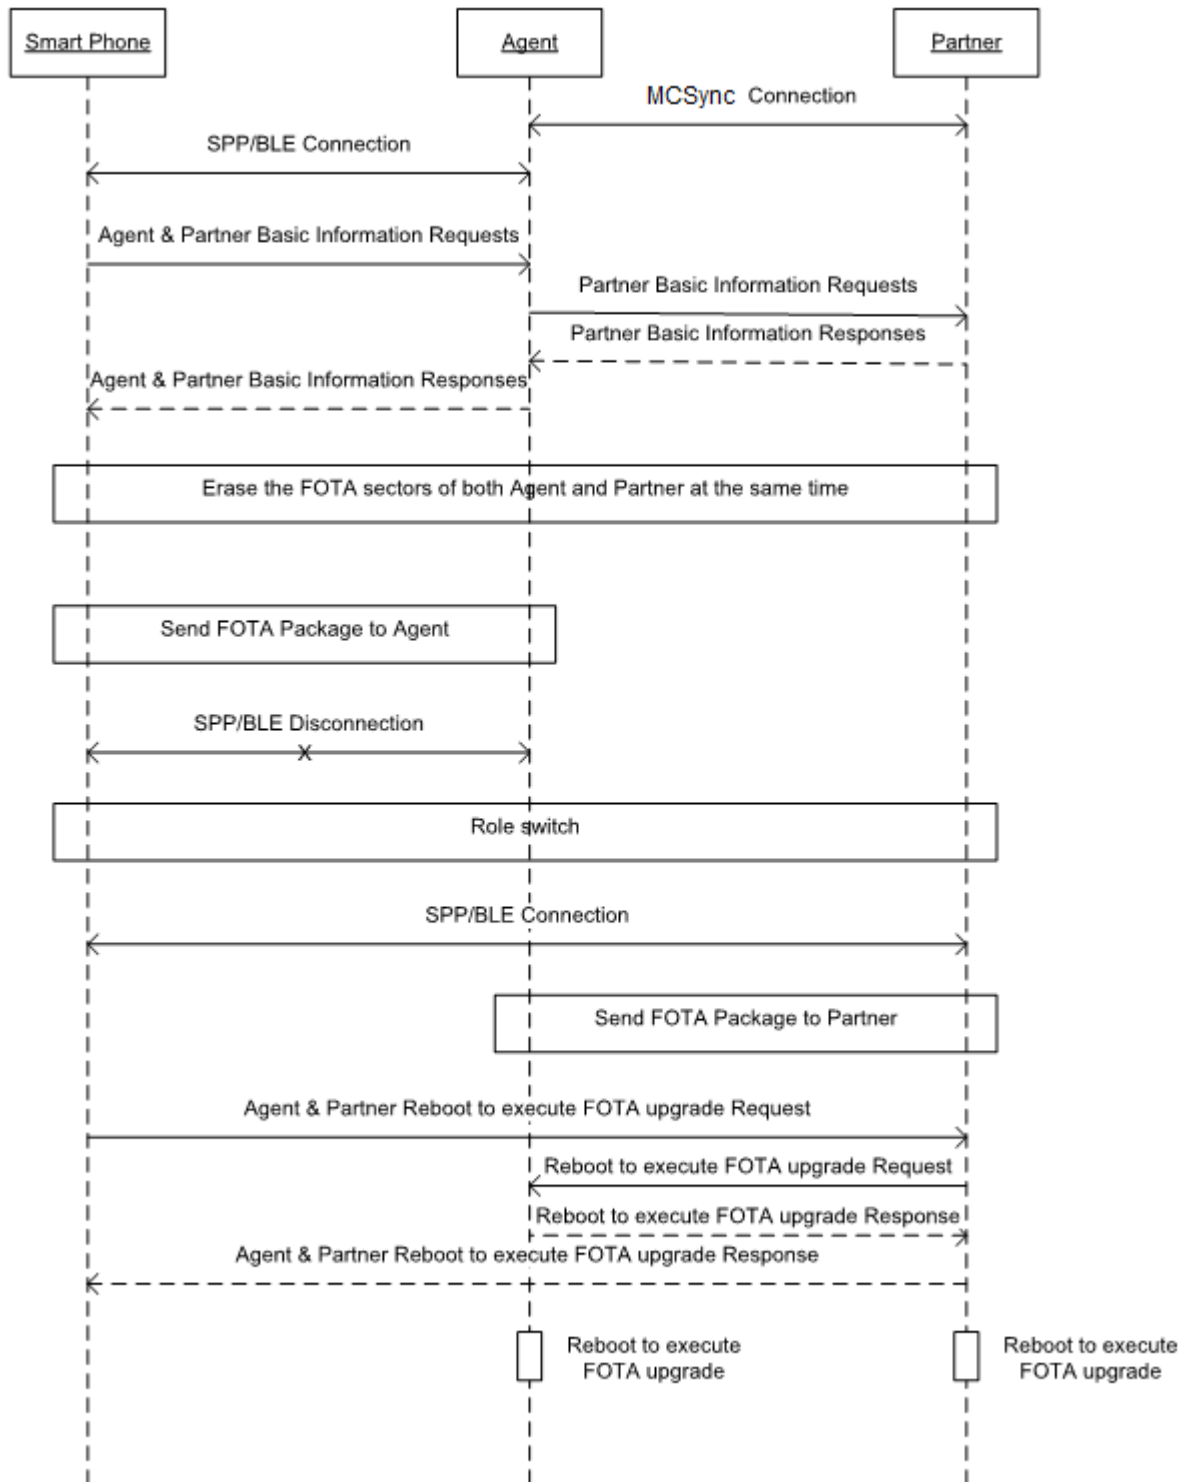 Smart Phone
Agent
Partner
MCSync Connection
SPP/BLE Connection
Agent & Partner Basic Information Requests
Partner Basic Information Requests
Partner Basic Information Responses
Agent & Partner Basic Information Responses
Erase the FOTA sectors of both Agent and Partner at the same time
Send FOTA Package to Agent
SPP/BLE Disconnection
X
Role switch
SPP/BLE Connection
Send FOTA Package to Partner
Agent & Partner Reboot to execute FOTA upgrade Request
Reboot to execute FOTA upgrade Request
Reboot to execute FOTA upgrade Response
Agent & Partner Reboot to execute FOTA upgrade Response
Reboot to execute
FOTA upgrade
Reboot to execute
FOTA upgrade